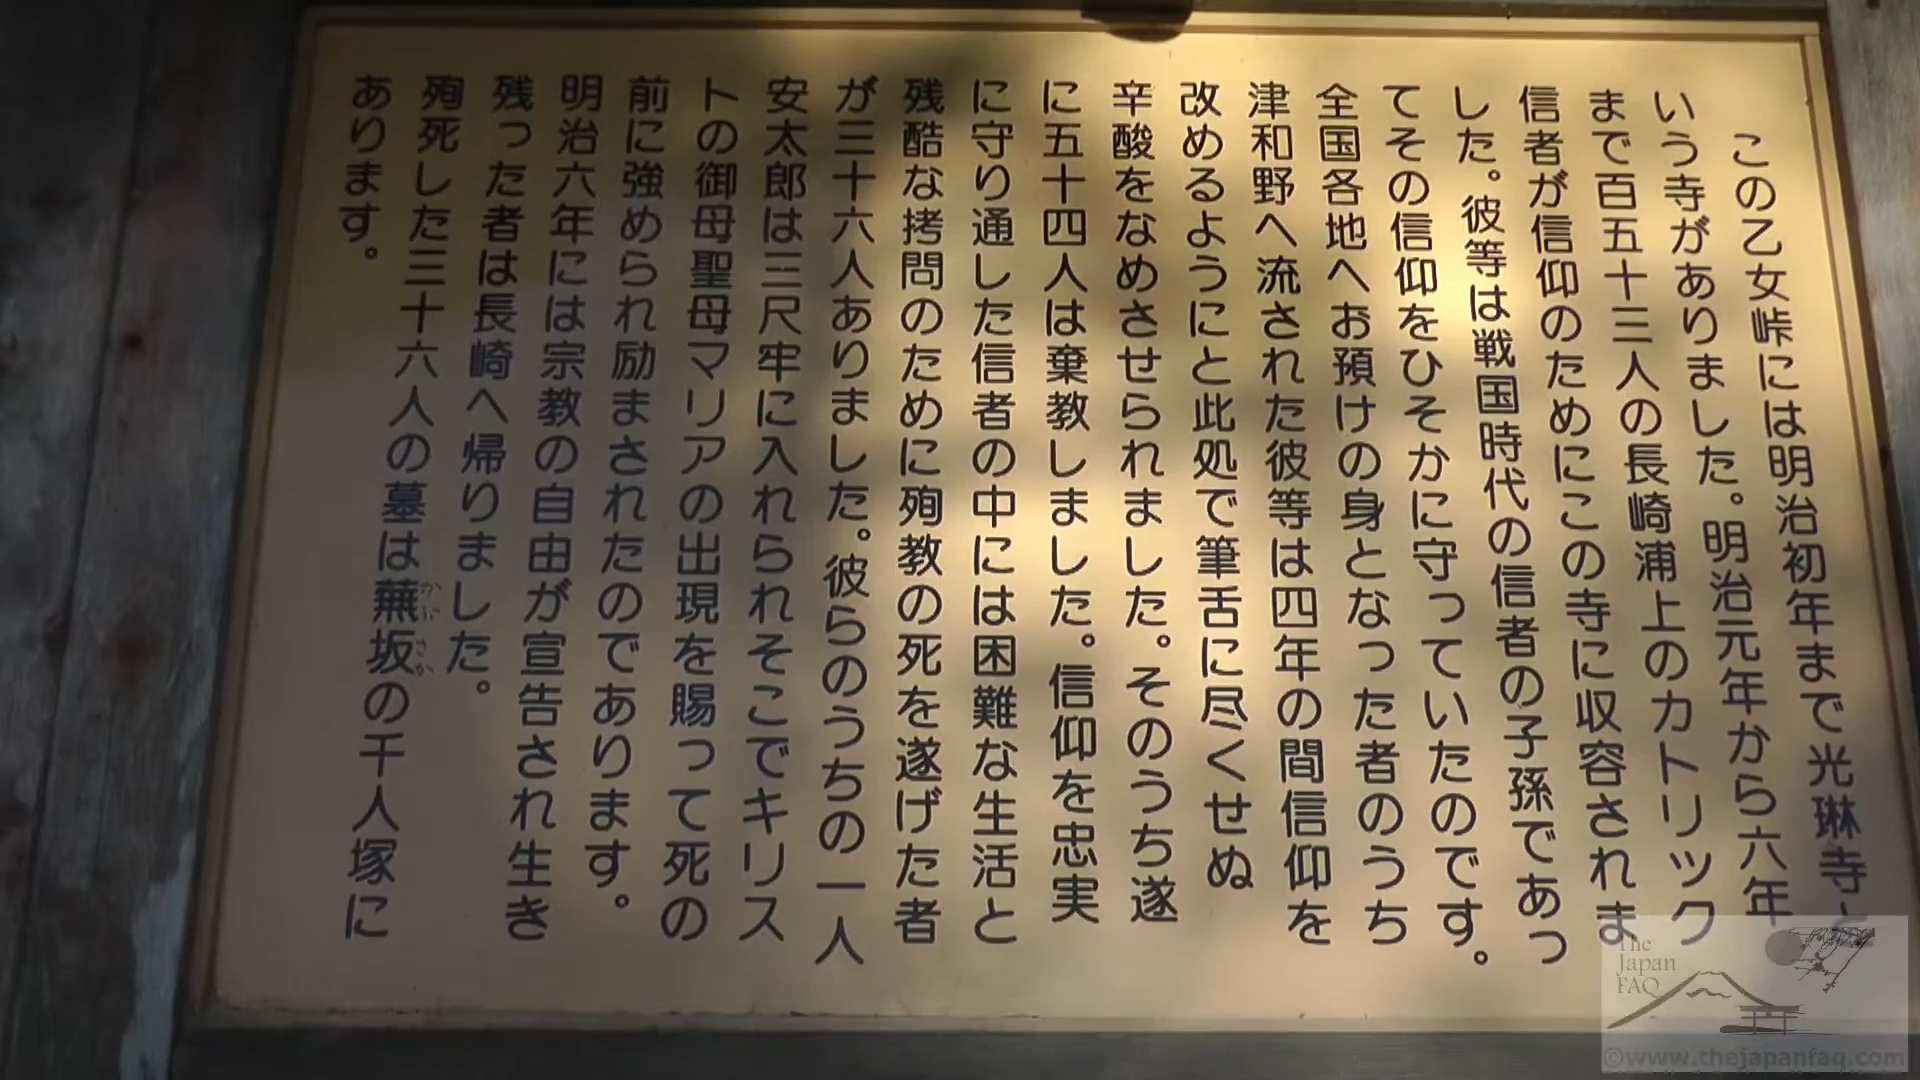 この乙女峠には明治初年まで光琳寺と
いう寺がありました。明治元年から六年
まで百五十三人の長崎浦上のカトリック
信者が信仰のためにこの寺に収容されま
した。彼等は戦国時代の信者の子孫であっ
てその信仰をひそかに守っていたのです。
全国各地へお預けの身となった者のうち
津和野へ流された彼等は四年の間信仰を
改めるようにと此処で筆舌に尽くせぬ
辛酸をなめさせられました。そのうち遂
に五十四人は棄教しました。信仰を忠実
に守り通した信者の中には困難な生活と
残酷な拷問のために殉教の死を遂げた者
が三十六人ありました。彼らのうちの一人
安太郎は三尺牢に入れられそこでキリス
トの御母聖母マリアの出現を賜って死の
前に強められ励まされたのであります。
明治六年には宗教の自由が宣告され生き
残った者は長崎へ帰りました。
殉死した三十六人の墓は蕪坂の千人塚に
かぶ さか
あります。
The
Japan
FAQ
©www.thejapanfaq.com